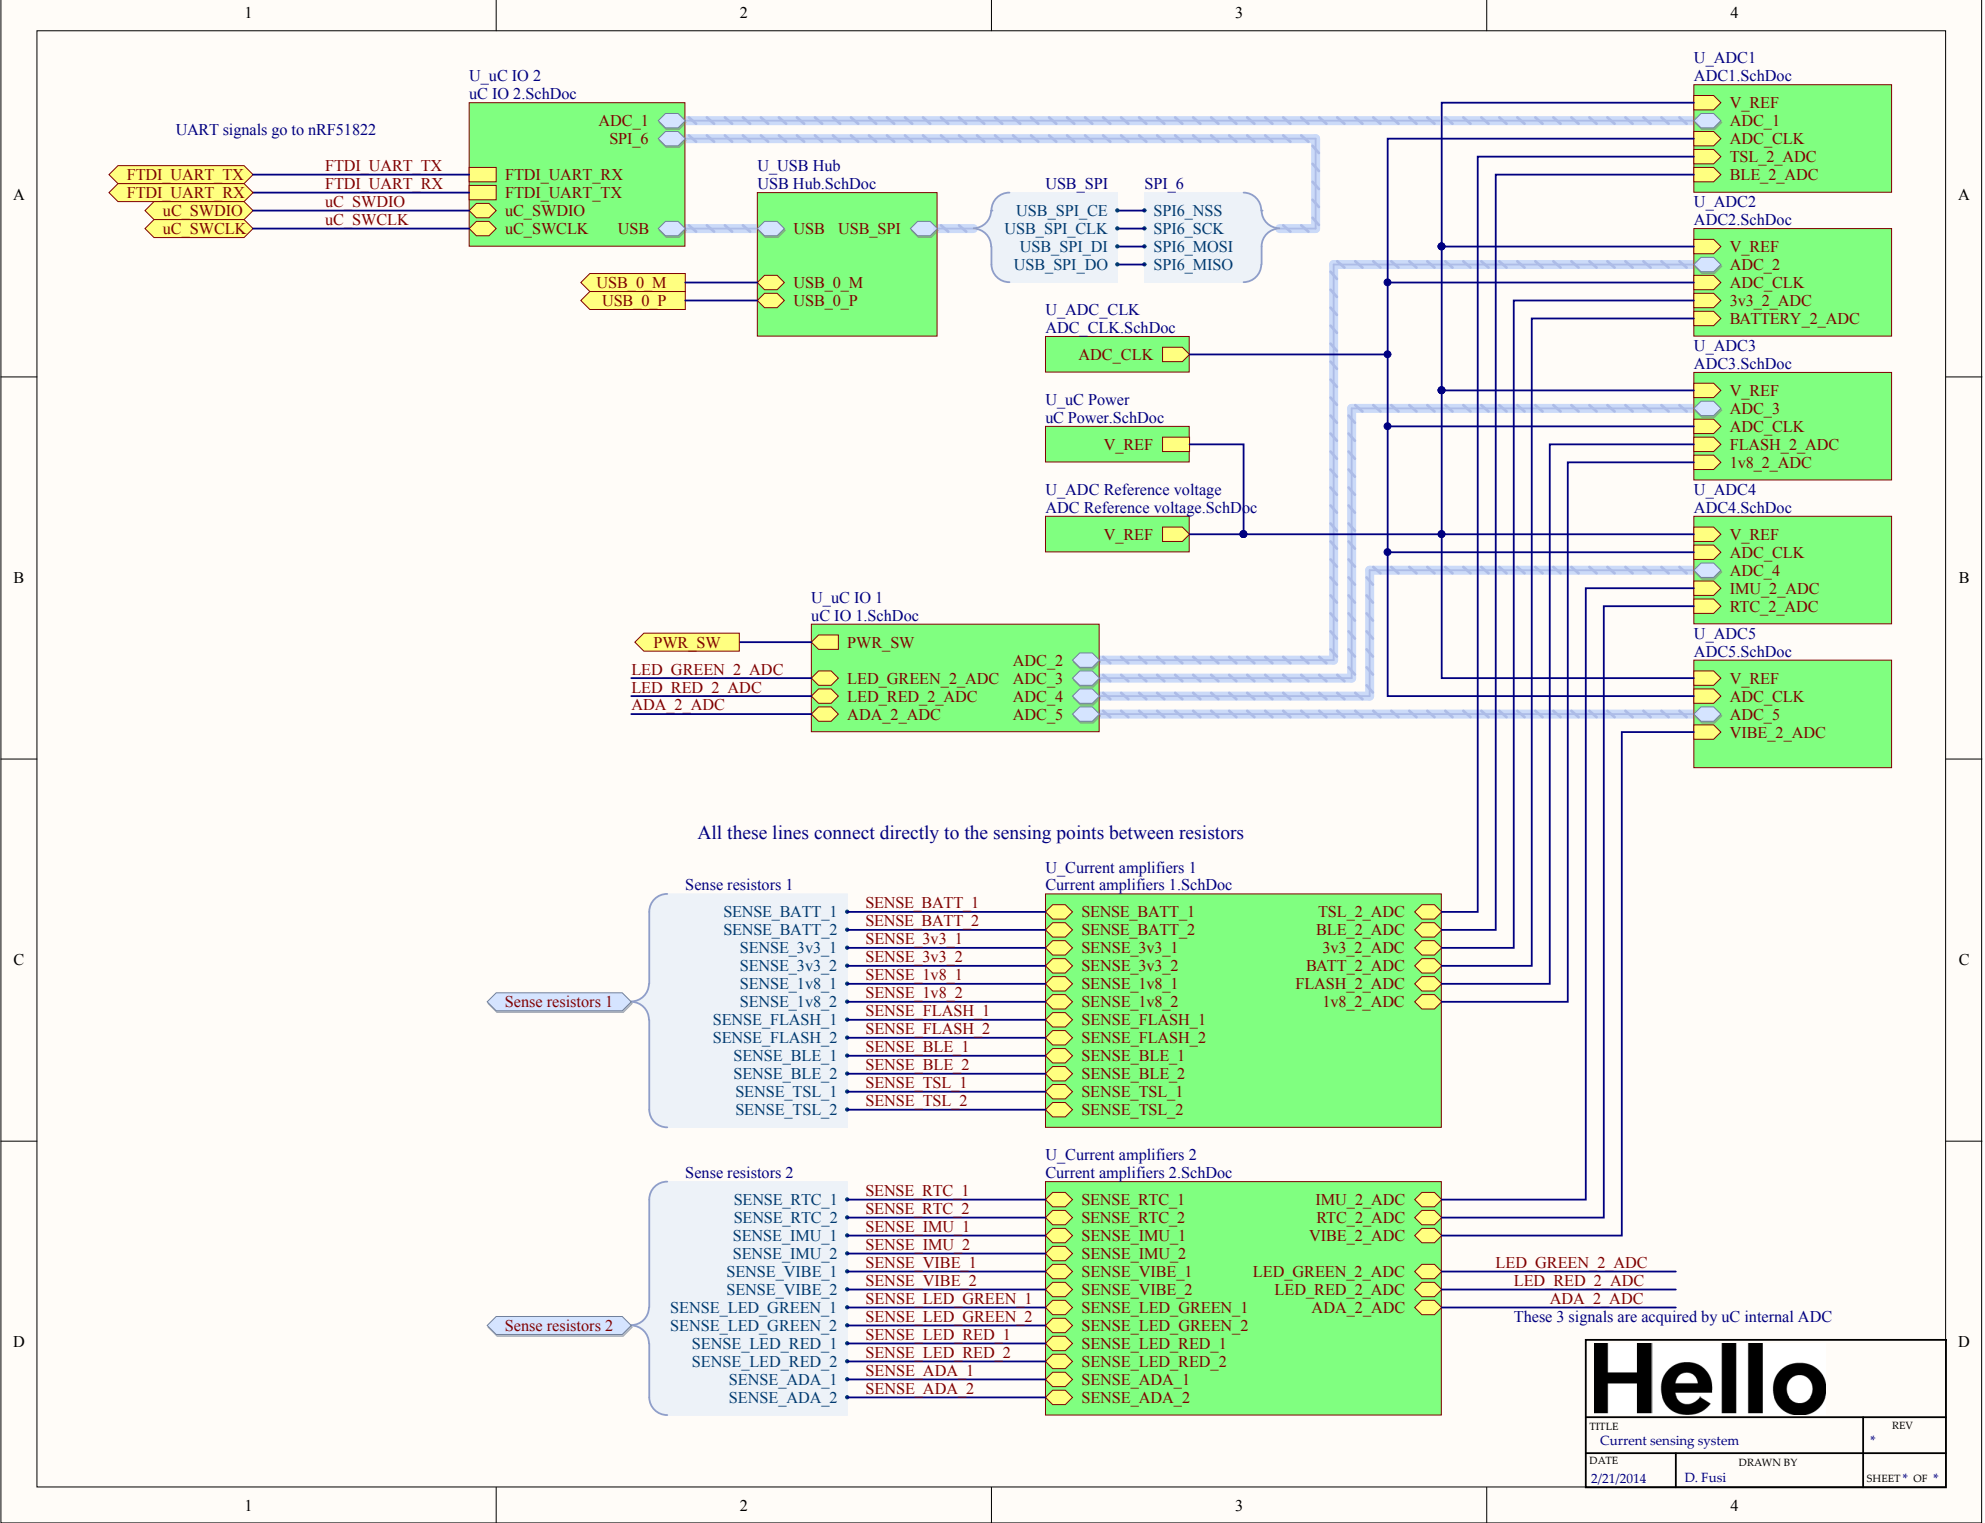 1 2 3 4
A
B
C
D
A
B
C
D
U_uC IO 2
uC IO 2.SchDoc
UART signals go to nRF51822
ADC_1
SPI_6
FTDI_UART_TX FTDI_UART_TX FTDI_UART_RX
FTDI_UART_RX FTDI_UART_RX FTDI_UART_TX
uC_SWDIO uC_SWDIO uC_SWDIO
uC_SWCLK uC_SWCLK uC_SWCLK USB
U_USB Hub
USB Hub.SchDoc
USB USB_SPI
USB_0_M USB_0_M
USB_0_P USB_0_P
USB_SPI SPI_6
USB_SPI_CE SPI6_NSS
USB_SPI_CLK SPI6_SCK
USB_SPI_DI SPI6_MOSI
USB_SPI_DO SPI6_MISO
U_ADC_CLK
ADC_CLK.SchDoc
ADC_CLK
U_uC Power
uC Power.SchDoc
V_REF
U_ADC Reference voltage
ADC Reference voltage.SchDoc
V_REF
U_ADC1
ADC1.SchDoc
V_REF
ADC_1
ADC_CLK
TSL_2_ADC
BLE_2_ADC
U_ADC2
ADC2.SchDoc
V_REF
ADC_2
ADC_CLK
3v3_2_ADC
BATTERY_2_ADC
U_ADC3
ADC3.SchDoc
V_REF
ADC_3
ADC_CLK
FLASH_2_ADC
1v8_2_ADC
U_ADC4
ADC4.SchDoc
V_REF
ADC_CLK
ADC_4
IMU_2_ADC
RTC_2_ADC
U_ADC5
ADC5.SchDoc
V_REF
ADC_CLK
ADC_5
VIBE_2_ADC
U_uC IO 1
uC IO 1.SchDoc
PWR_SW PWR_SW
ADC_2
LED_GREEN_2_ADC LED_GREEN_2_ADC ADC_3
LED_RED_2_ADC LED_RED_2_ADC ADC_4
ADA_2_ADC ADA_2_ADC ADC_5
All these lines connect directly to the sensing points between resistors
Sense resistors 1
U_Current amplifiers 1
Current amplifiers 1.SchDoc
SENSE_BATT_1 SENSE_BATT_1 SENSE_BATT_1 TSL_2_ADC
SENSE_BATT_2 SENSE_BATT_2 SENSE_BATT_2 BLE_2_ADC
SENSE_3v3_1 SENSE_3v3_1 SENSE_3v3_1 3v3_2_ADC
SENSE_3v3_2 SENSE_3v3_2 SENSE_3v3_2 BATT_2_ADC
SENSE_1v8_1 SENSE_1v8_1 SENSE_1v8_1 FLASH_2_ADC
Sense resistors 1 SENSE_1v8_2 SENSE_1v8_2 SENSE_1v8_2 1v8_2_ADC
SENSE_FLASH_1 SENSE_FLASH_1 SENSE_FLASH_1
SENSE_FLASH_2 SENSE_FLASH_2 SENSE_FLASH_2
SENSE_BLE_1 SENSE_BLE_1 SENSE_BLE_1
SENSE_BLE_2 SENSE_BLE_2 SENSE_BLE_2
SENSE_TSL_1 SENSE_TSL_1 SENSE_TSL_1
SENSE_TSL_2 SENSE_TSL_2 SENSE_TSL_2
Sense resistors 2
U_Current amplifiers 2
Current amplifiers 2.SchDoc
SENSE_RTC_1 SENSE_RTC_1 SENSE_RTC_1 IMU_2_ADC
SENSE_RTC_2 SENSE_RTC_2 SENSE_RTC_2 RTC_2_ADC
SENSE_IMU_1 SENSE_IMU_1 SENSE_IMU_1 VIBE_2_ADC
SENSE_IMU_2 SENSE_IMU_2 SENSE_IMU_2
SENSE_VIBE_1 SENSE_VIBE_1 SENSE_VIBE_1 LED_GREEN_2_ADC LED_GREEN_2_ADC
SENSE_VIBE_2 SENSE_VIBE_2 SENSE_VIBE_2 LED_RED_2_ADC LED_RED_2_ADC
SENSE_LED_GREEN_1 SENSE_LED_GREEN_1 SENSE_LED_GREEN_1 ADA_2_ADC ADA_2_ADC
Sense resistors 2 SENSE_LED_GREEN_2 SENSE_LED_GREEN_2 SENSE_LED_GREEN_2
SENSE_LED_RED_1 SENSE_LED_RED_1 SENSE_LED_RED_1
SENSE_LED_RED_2 SENSE_LED_RED_2 SENSE_LED_RED_2
SENSE_ADA_1 SENSE_ADA_1 SENSE_ADA_1
SENSE_ADA_2 SENSE_ADA_2 SENSE_ADA_2
These 3 signals are acquired by uC internal ADC
Hello
TITLE REV
Current sensing system *
DATE DRAWN BY
2/21/2014 D. Fusi SHEET * OF *
1 2 3 4